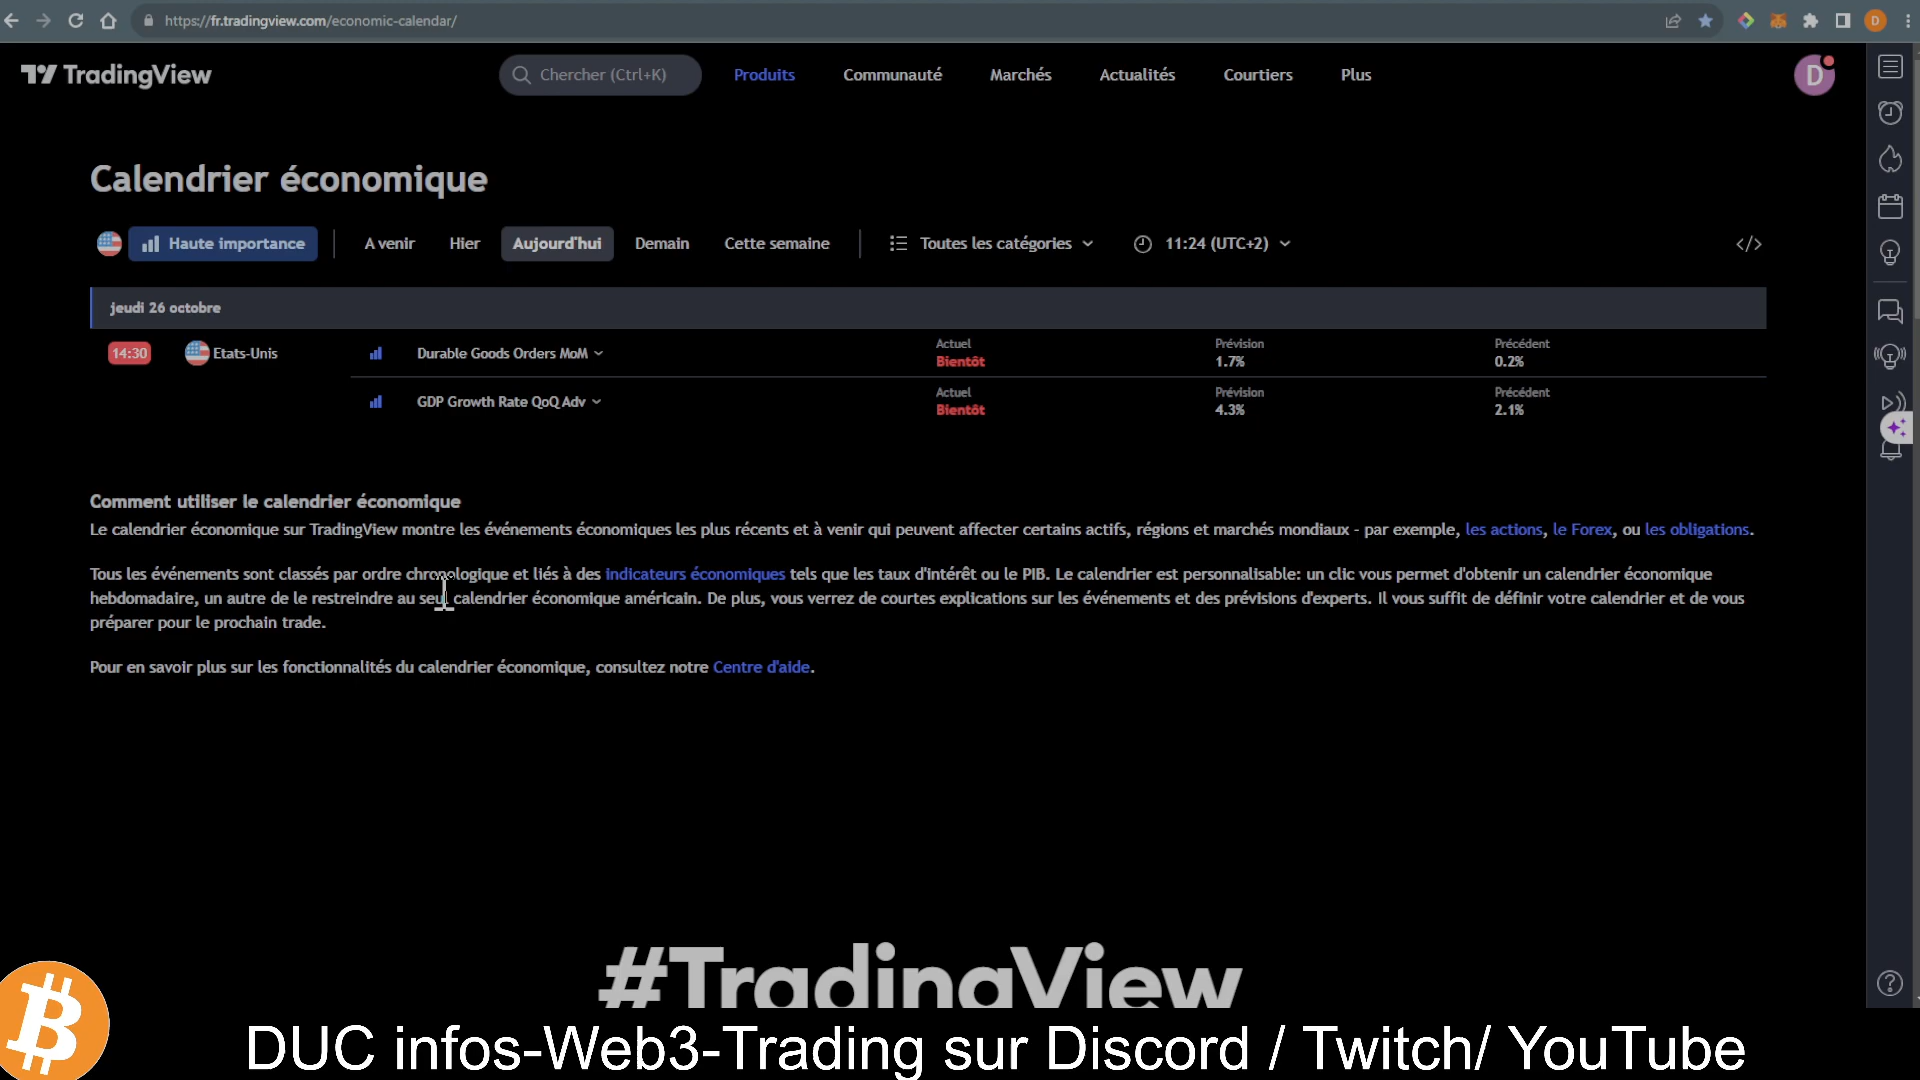 https://fr.tradingview.com/economic-calendar/
D
TradingView
Chercher (Ctrl+K)
Produits
Communauté
Marchés
Actualités
Courtiers
Plus
D
Calendrier économique
Haute importance
A venir
Hier
Aujourd'hui
Demain
Cette semaine
Toutes les catégories
11:24 (UTC+2)
</>
jeudi 26 octobre
14:30 Etats-Unis Durable Goods Orders MoM
Actuel Prévision Précédent
Bientôt 1.7% 0.2%
GDP Growth Rate QoQ Adv
Actuel Prévision Précédent
Bientôt 4.3% 2.1%
Comment utiliser le calendrier économique
Le calendrier économique sur TradingView montre les événements économiques les plus récents et à venir qui peuvent affecter certains actifs, régions et marchés mondiaux - par exemple, les actions, le Forex, ou les obligations.
Tous les événements sont classés par ordre chronologique et liés à des indicateurs économiques tels que les taux d'intérêt ou le PIB. Le calendrier est personnalisable: un clic vous permet d'obtenir un calendrier économique
hebdomadaire, un autre de le restreindre au seul calendrier économique américain. De plus, vous verrez de courtes explications sur les événements et des prévisions d'experts. Il vous suffit de définir votre calendrier et de vous
préparer pour le prochain trade.
Pour en savoir plus sur les fonctionnalités du calendrier économique, consultez notre Centre d'aide.
#TradingView
DUC infos-Web3-Trading sur Discord / Twitch/ YouTube